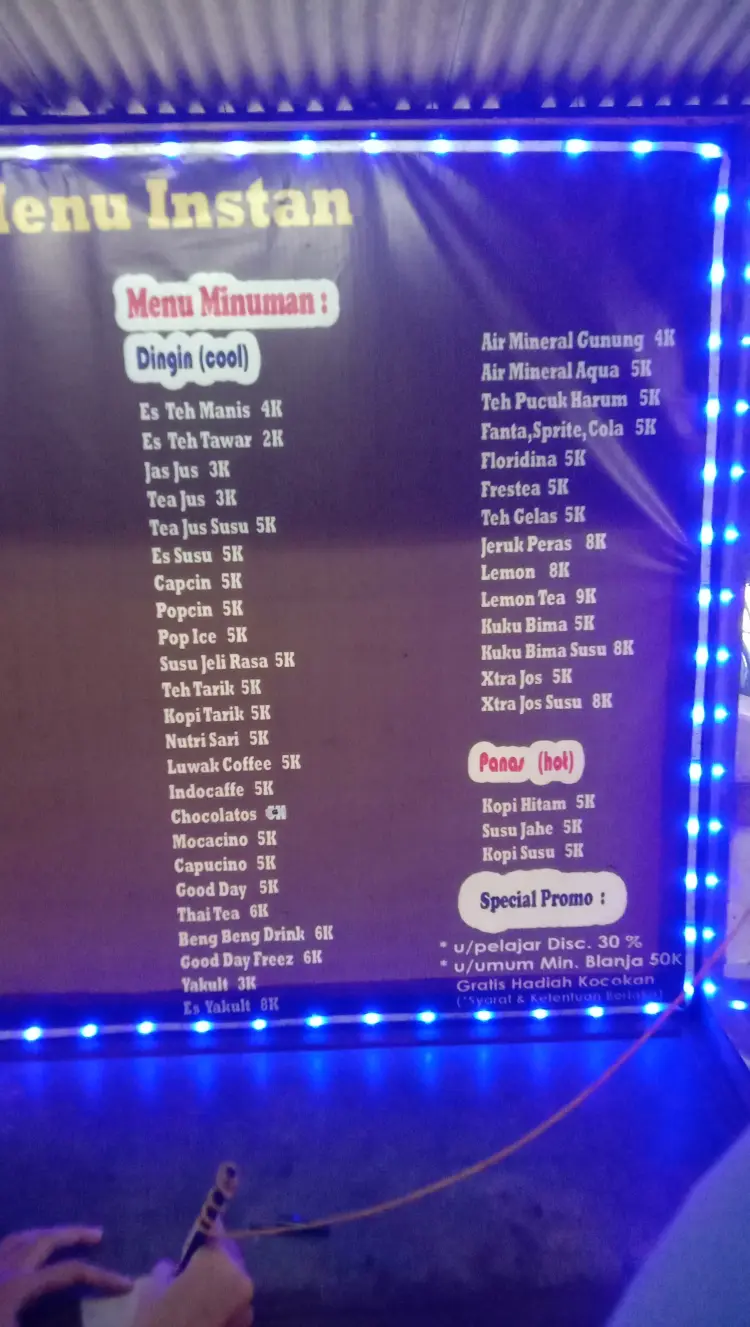 enu Instan
Menu Minuman :
Dingin (cool)
Es Teh Manis 4K
Es Teh Tawar 2K
Jas Jus 3K
Tea Jus 3K
Tea Jus Susu 5K
Es Susu 5K
Capcin 5K
Popcin 5K
Pop Ice 5K
Susu Jeli Rasa 5K
Teh Tarik 5K
Kopi Tarik 5K
Nutri Sari 5K
Luwak Coffee 5K
Indocaffe 5K
Chocolatos
Mocacino 5K
Capucino 5K
Good Day 5K
Thai Tea 6K
Beng Beng Drink 6K
Good Day Freez 6K
Yakult 3K
Es Yakult 8K
Air Mineral Gunung 4K
Air Mineral Aqua 5K
Teh Pucuk Harum 5K
Fanta,Sprite,Cola 5K
Floridina 5K
Frestea 5K
Teh Gelas 5K
Jeruk Peras 8K
Lemon 8K
Lemon Tea 9K
Kuku Bima 5K
Kuku Bima Susu 8K
Xtra Jos 5K
Xtra Jos Susu 8K
Panas (hot)
Kopi Hitam 5K
Susu Jahe 5K
Kopi Susu 5K
Special Promo :
* u/pelajar Disc. 30 %
* u/umum Min. Blanja 50K
Gratis Hadiah Kocokan
(*Syarat & Ketentuan Berlaku)